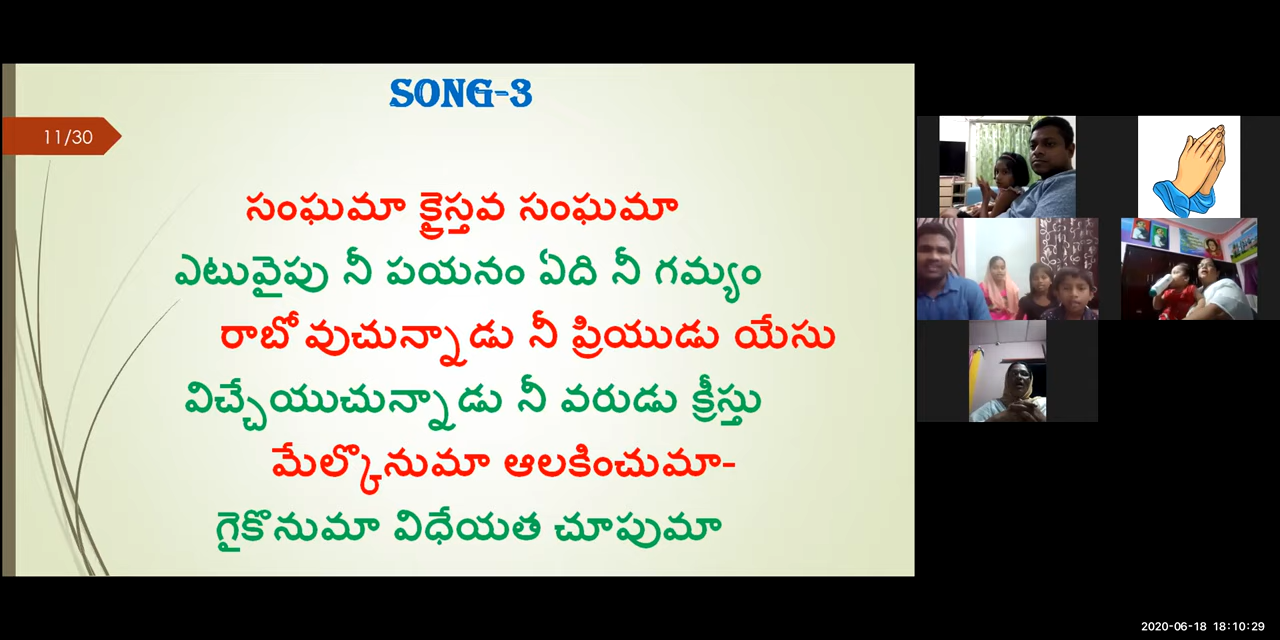 SONG-3
11/30
సంఘమా క్రైస్తవ సంఘమా
ఎటువైపు నీ పయనం ఏది నీ గమ్యం
రాబోవుచున్నాడు నీ ప్రియుడు యేసు
విచ్చేయుచున్నాడు నీ వరుడు క్రీస్తు
మేల్కొనుమా ఆలకించుమా-
గైకొనుమా విధేయత చూపుమా
2020-06-18 18:10:29